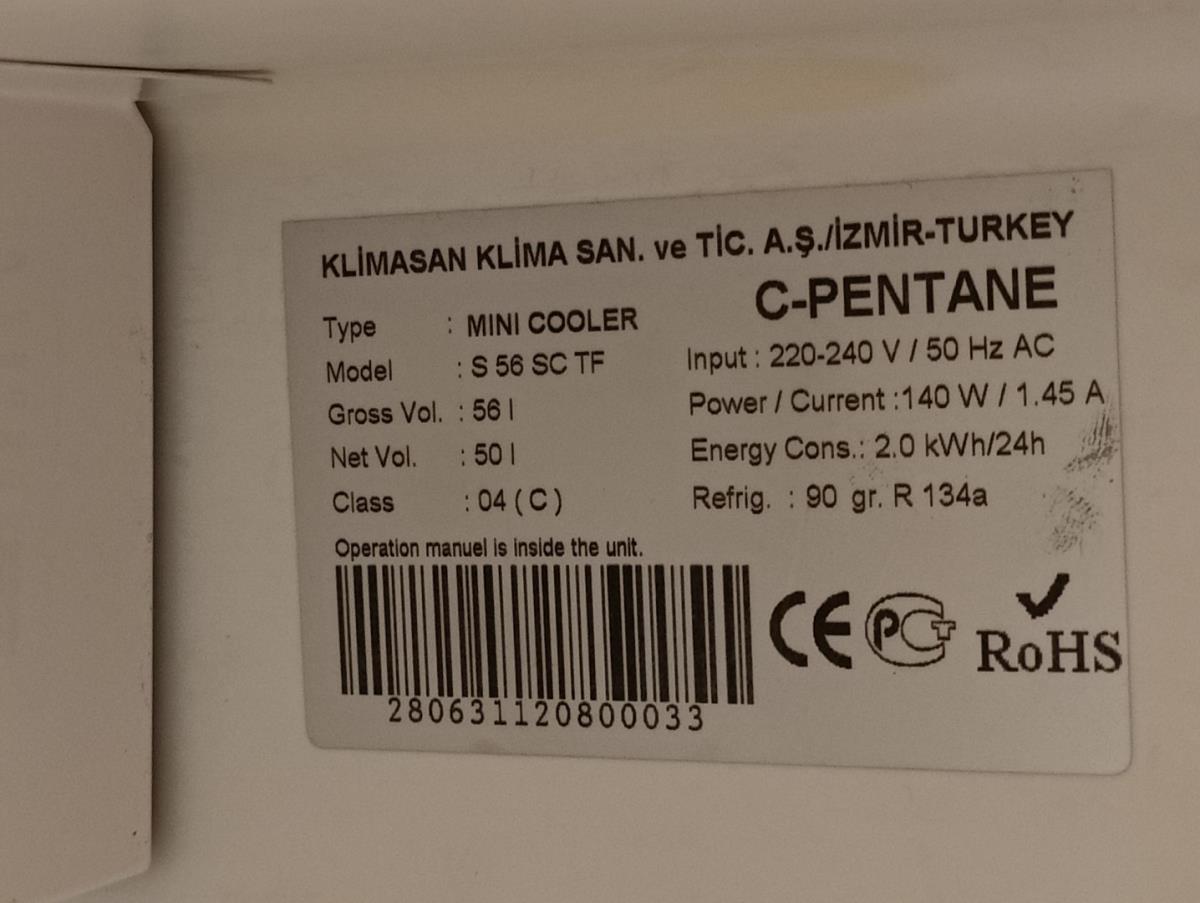 KLİMASAN KLİMA SAN. ve TİC. A.Ş./İZMİR-TURKEY
C-PENTANE
Type : MINI COOLER
Model : S 56 SC TF
Gross Vol. : 56 l
Net Vol. : 50 l
Class : 04 ( C )
Input : 220-240 V / 50 Hz AC
Power / Current :140 W / 1.45 A
Energy Cons.: 2.0 kWh/24h
Refrig. : 90 gr. R 134a
Operation manuel is inside the unit.
280631120800033
CE PCT RoHS